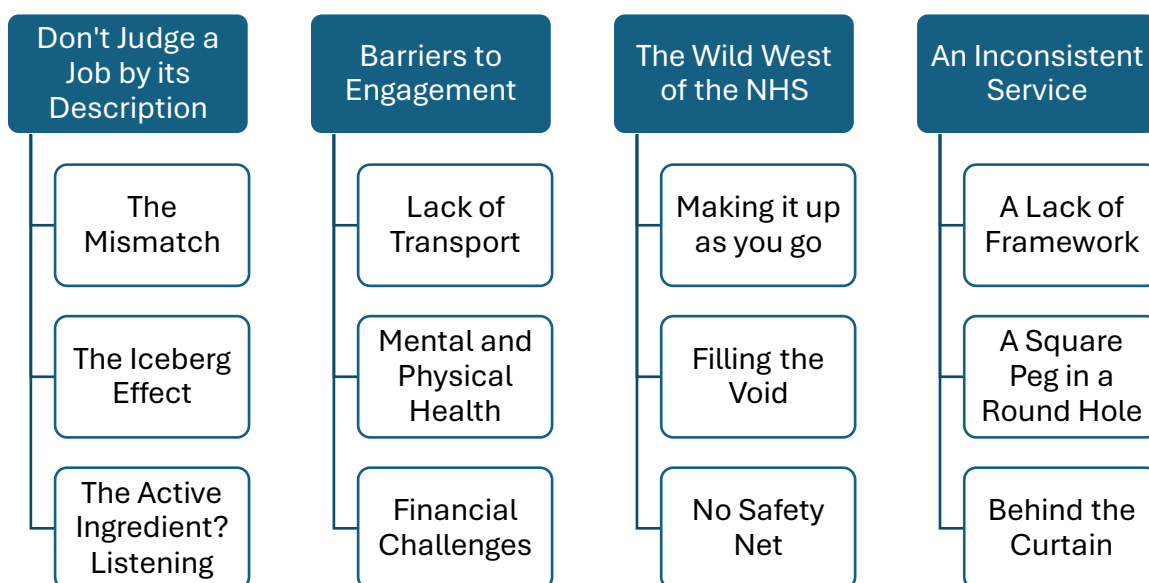 Don't Judge a
Job by its
Description
The
Mismatch
The Iceberg
Effect
The Active
Ingredient?
Listening
Barriers to
Engagement
Lack of
Transport
Mental and
Physical
Health
Financial
Challenges
The Wild West
of the NHS
Making it up
as you go
Filling the
Void
No Safety
Net
An Inconsistent
Service
A Lack of
Framework
A Square
Peg in a
Round Hole
Behind the
Curtain